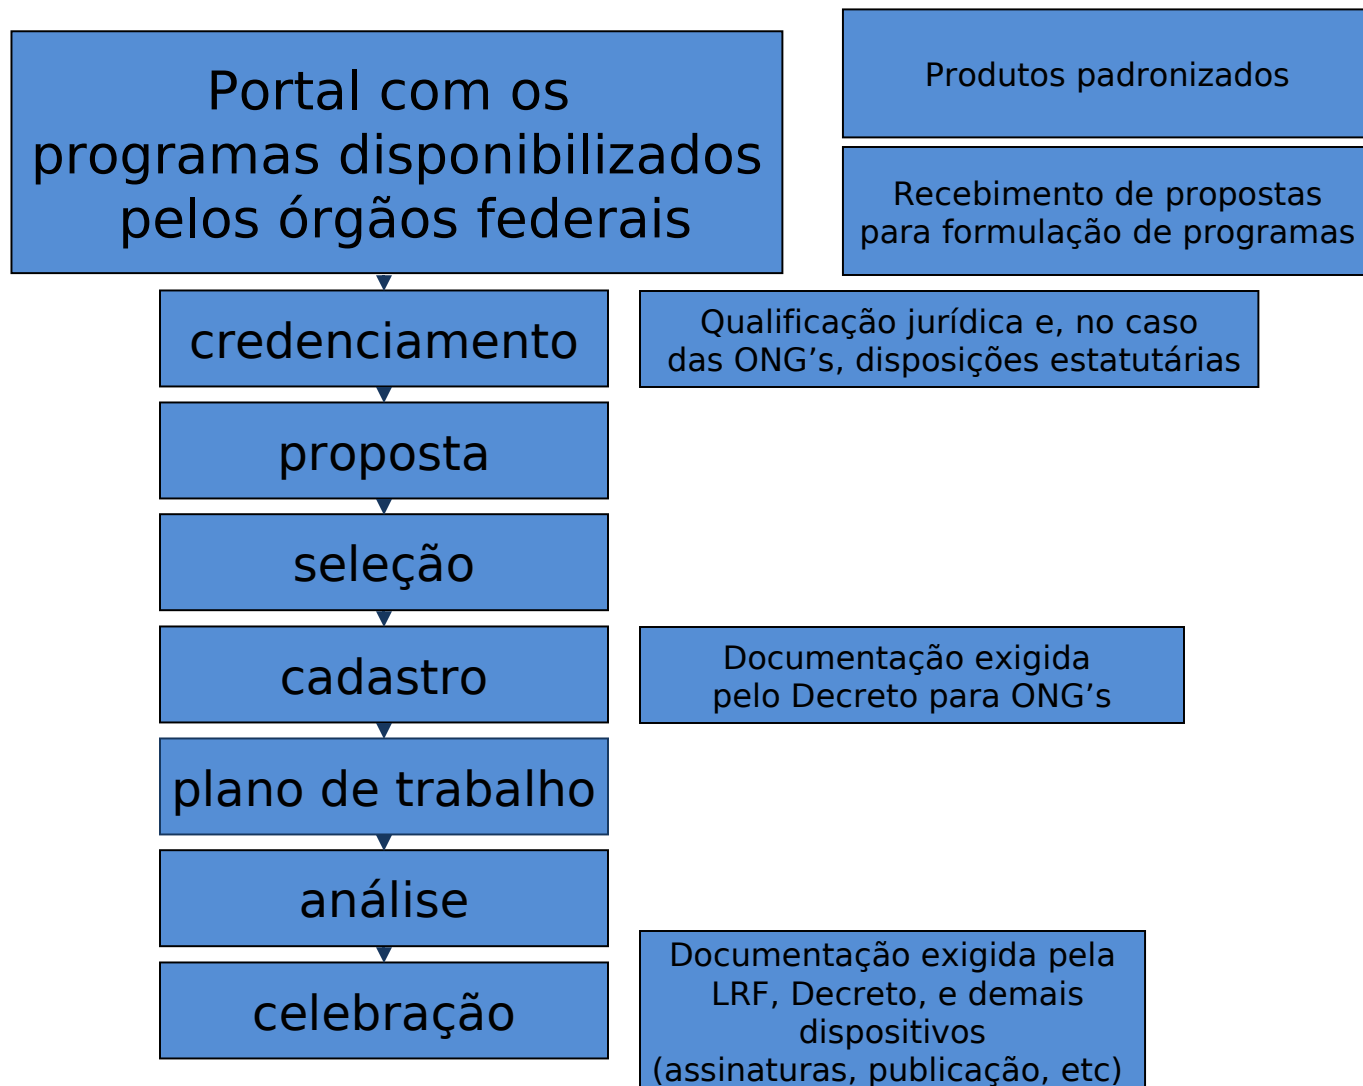 Portal com os
programas disponibilizados
pelos órgãos federais
Produtos padronizados
Recebimento de propostas
para formulação de programas
credenciamento
Qualificação jurídica e, no caso
das ONG’s, disposições estatutárias
proposta
seleção
cadastro
Documentação exigida
pelo Decreto para ONG’s
plano de trabalho
análise
celebração
Documentação exigida pela
LRF, Decreto, e demais
dispositivos
(assinaturas, publicação, etc)